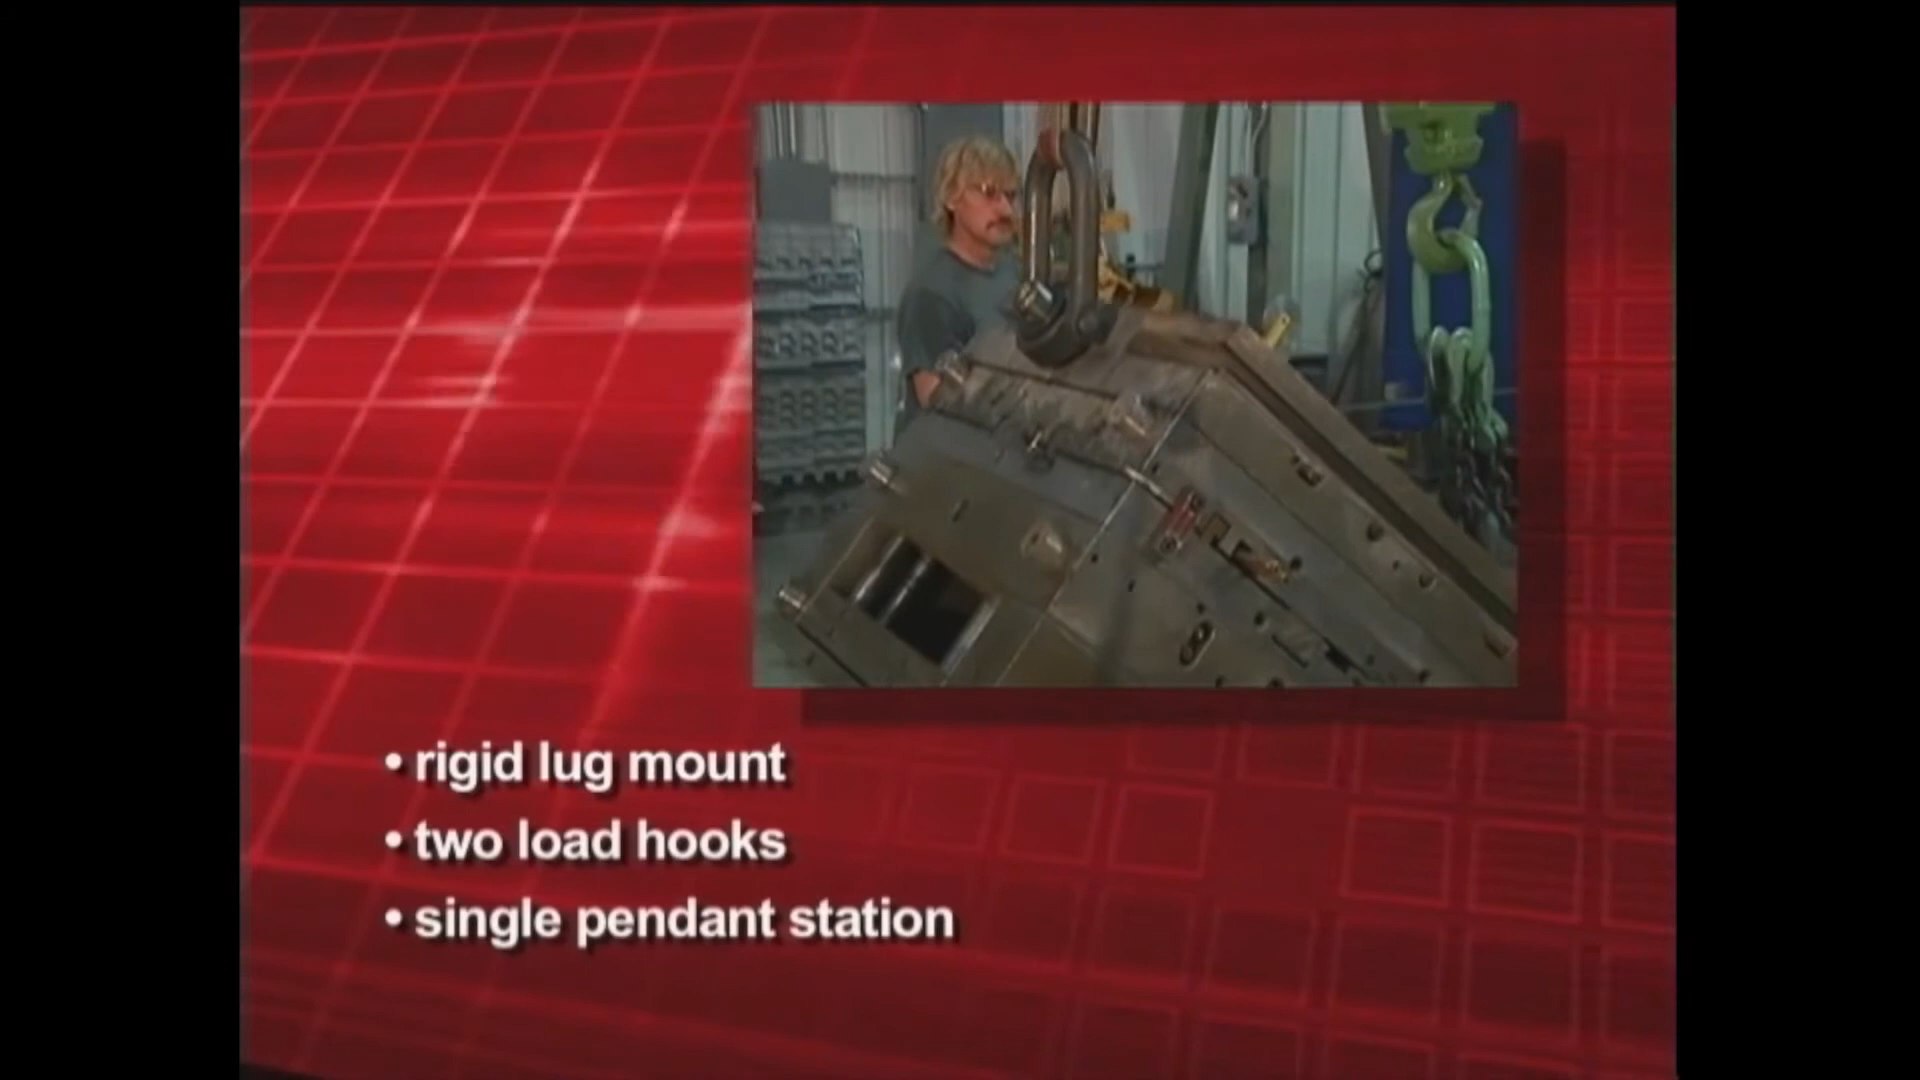 • rigid lug mount
• two load hooks
• single pendant station